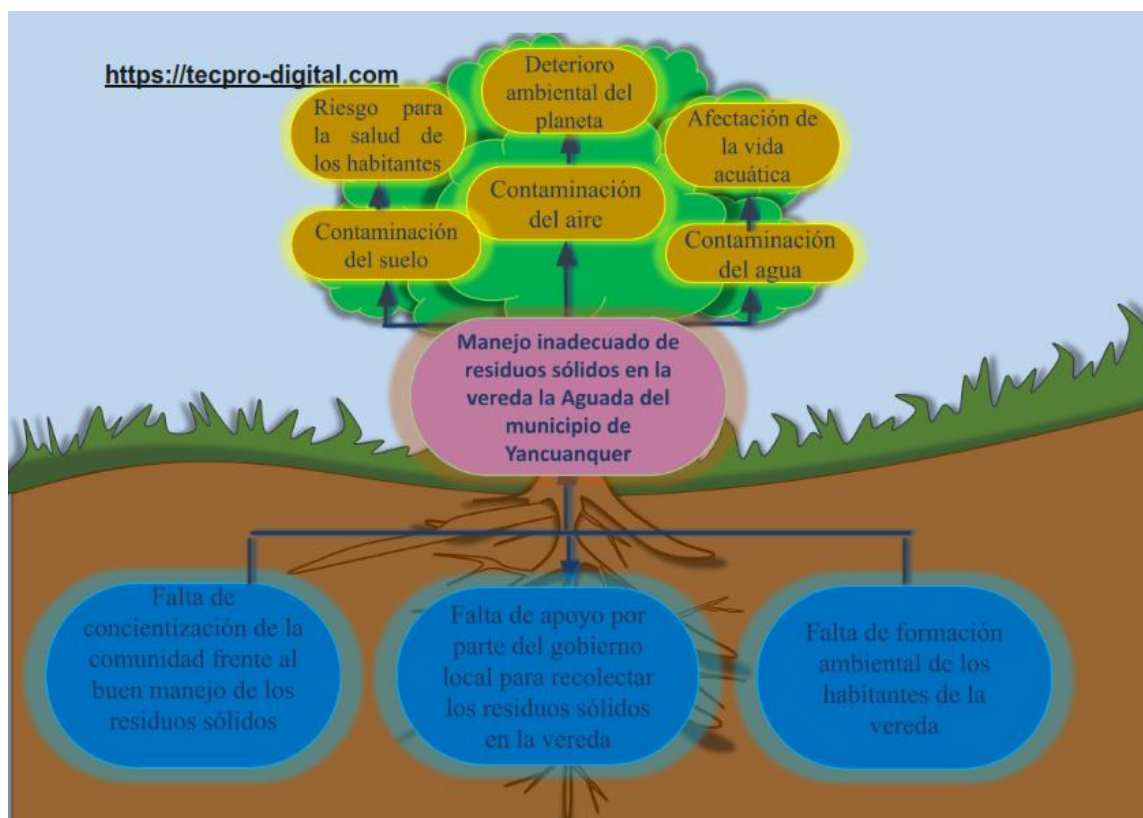 https://tecpro-digital.com
Deterioro
ambiental del
planeta
Riesgo para
la salud de
los habitantes
Afectación de
la vida
acuática
Contaminación
del aire
Contaminación
del suelo
Contaminación
del agua
Manejo inadecuado de
residuos sólidos en la
vereda la Aguada del
municipio de
Yancuanquer
Falta de
concientización de la
comunidad frente al
buen manejo de los
residuos sólidos
Falta de apoyo por
parte del gobierno
local para recolectar
los residuos sólidos
en la vereda
Falta de formación
ambiental de los
habitantes de la
vereda